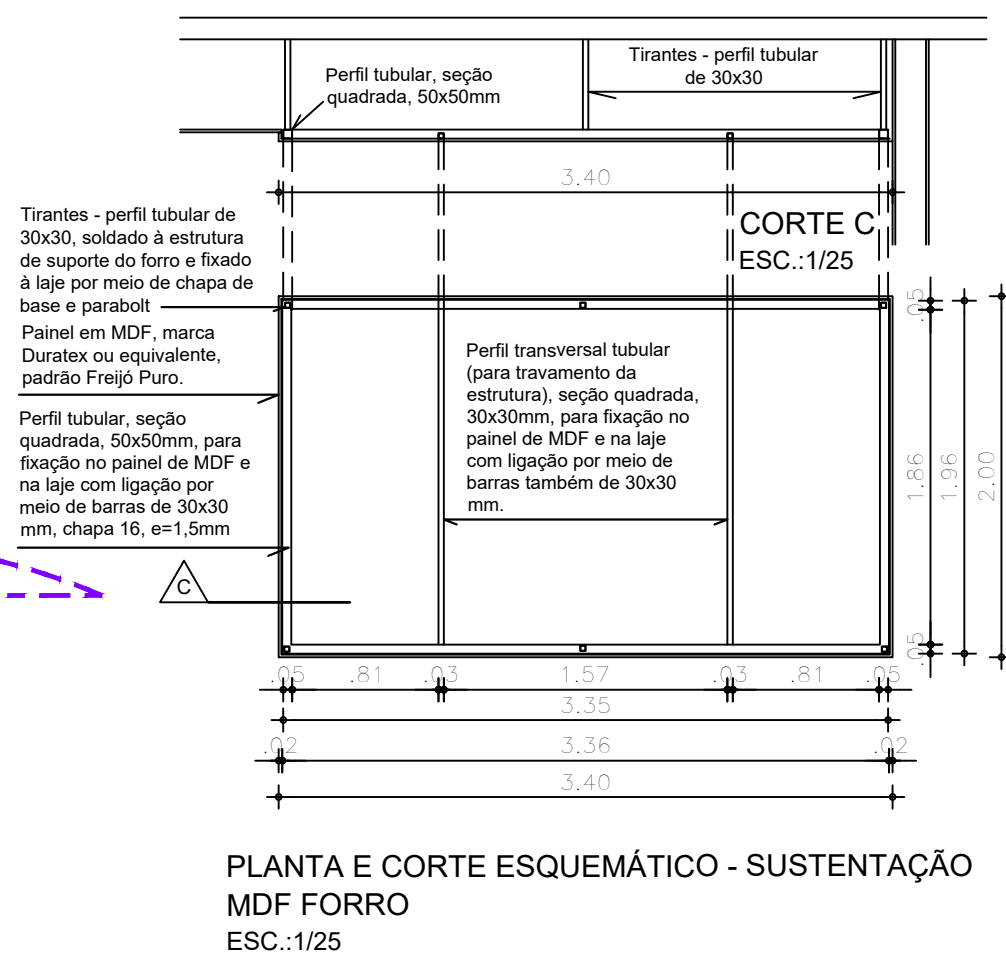 Perfil tubular, seção
quadrada, 50x50mm
Tirantes - perfil tubular
de 30x30
3.40
CORTE C
ESC.:1/25
Tirantes - perfil tubular de
30x30, soldado à estrutura
de suporte do forro e fixado
à laje por meio de chapa de
base e parabolt
Painel em MDF, marca
Duratex ou equivalente,
padrão Freijó Puro.
Perfil tubular, seção
quadrada, 50x50mm, para
fixação no painel de MDF e
na laje com ligação por
meio de barras de 30x30
mm, chapa 16, e=1,5mm
Perfil transversal tubular
(para travamento da
estrutura), seção quadrada,
30x30mm, para fixação no
painel de MDF e na laje
com ligação por meio de
barras também de 30x30
mm.
C
.05
1.86
1.96
2.00
.05
.05 .81 .03 1.57 .03 .81 .05
3.35
.02 3.36 .02
3.40
PLANTA E CORTE ESQUEMÁTICO - SUSTENTAÇÃO
MDF FORRO
ESC.:1/25